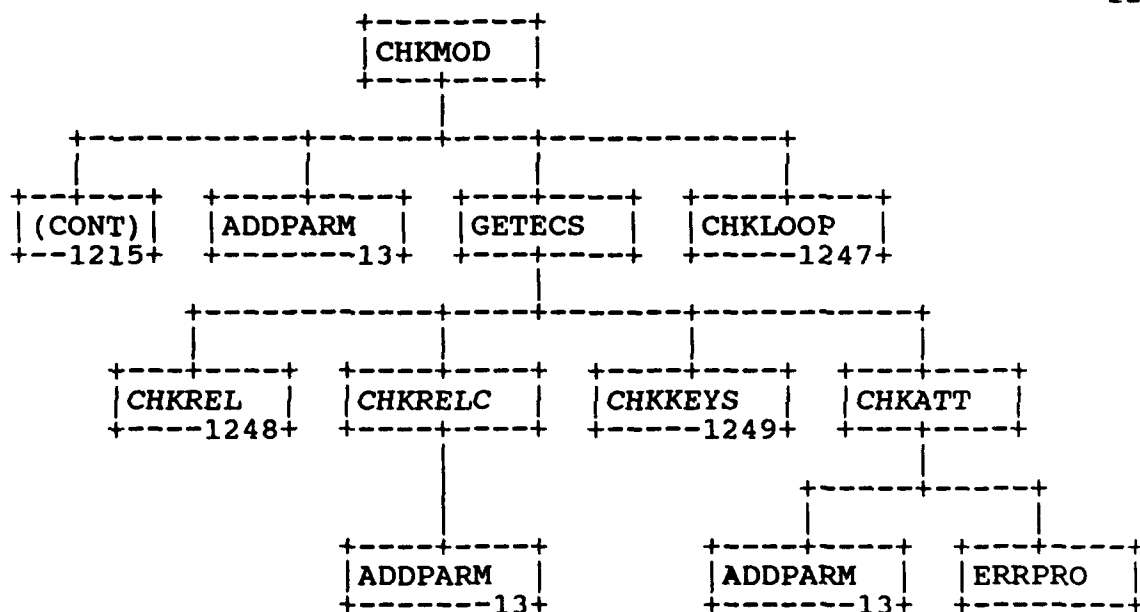 CHKMOD
(CONT) ADDPARM GETECS CHKLOOP
1215 13 1247
CHKREL CHKRELC CHKKEYS CHKATT
1248 1249
ADDPARM ADDPARM ERRPRO
13 13